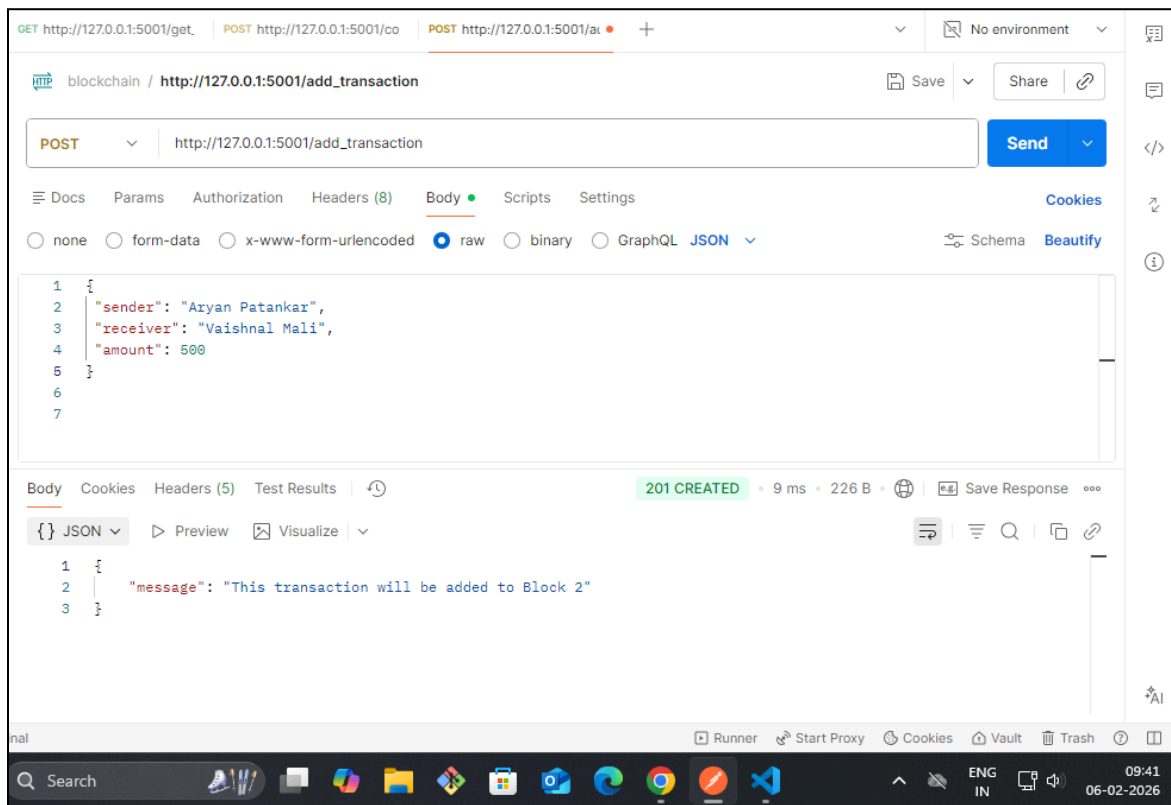 GET http://127.0.0.1:5001/get_ POST http://127.0.0.1:5001/co POST http://127.0.0.1:5001/a No environment
HTTP blockchain / http://127.0.0.1:5001/add_transaction Save Share
POST http://127.0.0.1:5001/add_transaction Send
Docs Params Authorization Headers (8) Body Scripts Settings Cookies
none form-data x-www-form-urlencoded raw binary GraphQL JSON Schema Beautify
1 {
2 "sender": "Aryan Patankar",
3 "receiver": "Vaishnal Mali",
4 "amount": 500
5 }
6
7
Body Cookies Headers (5) Test Results 201 CREATED • 9 ms • 226 B e.g. Save Response
{} JSON Preview Visualize
1 {
2 "message": "This transaction will be added to Block 2"
3 }
AI
nal Runner Start Proxy Cookies Vault Trash
Search ENG 09:41
IN 06-02-2026